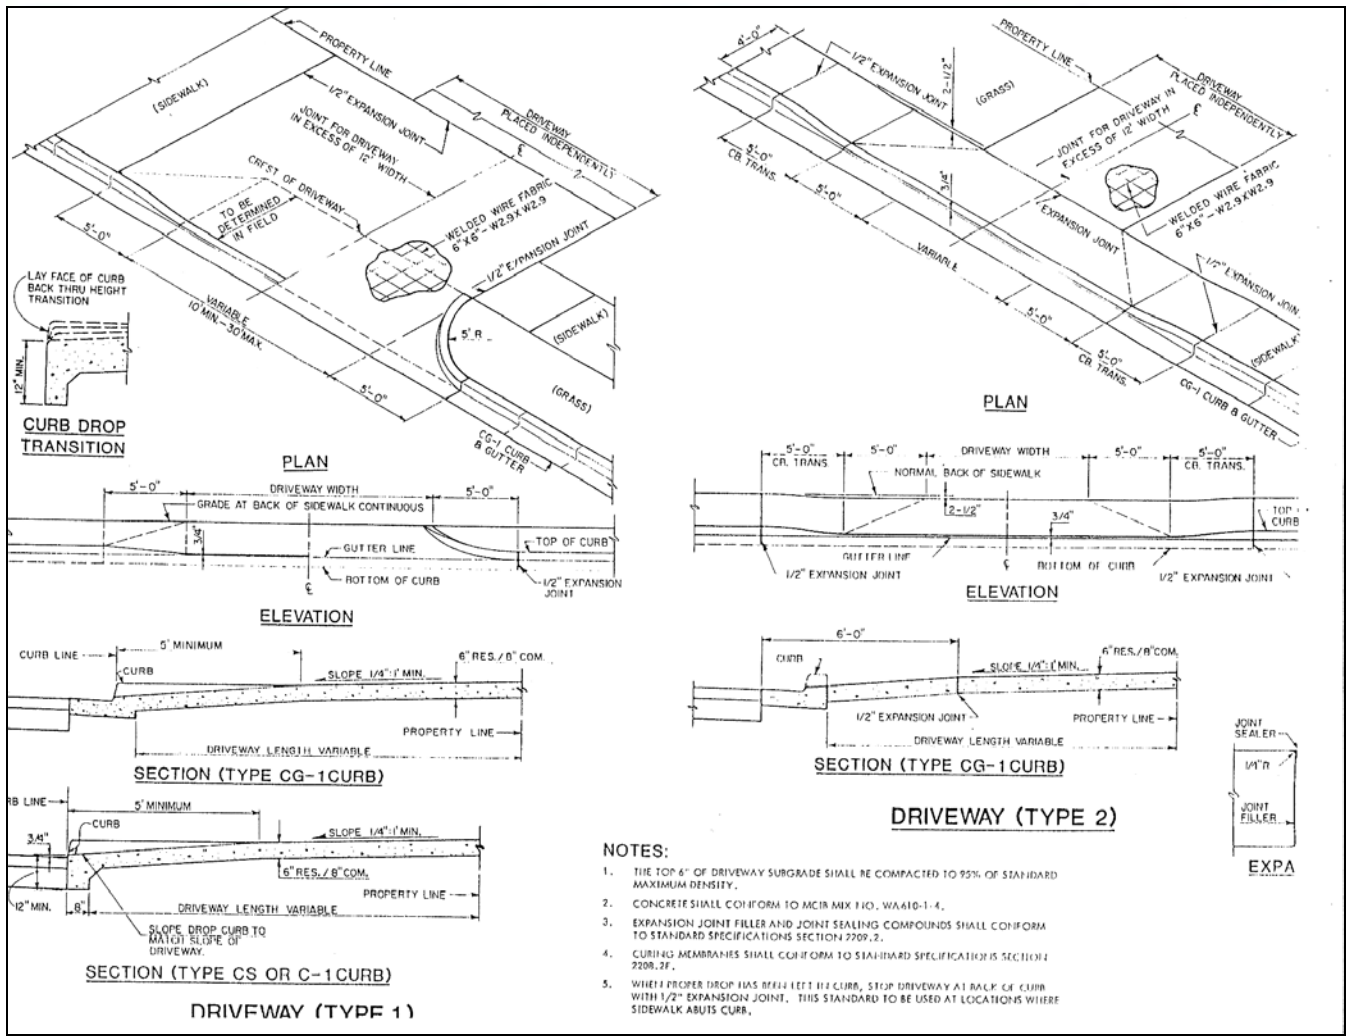 PROPERTY LINE
(SIDEWALK)
1/2" EXPANSION JOINT
JOINT FOR DRIVEWAY
IN EXCESS OF 12' WIDTH
DRIVEWAY
PLACED INDEPENDENTLY
℄
2
CREST OF DRIVEWAY
TO BE
DETERMINED
IN FIELD
WELDED WIRE FABRIC
6"X6"-W2.9XW2.9
1/2" EXPANSION JOINT
5'-0"
VARIABLE
10' MIN.-30' MAX.
5' R
(SIDEWALK)
(GRASS)
5'-0"
CG-1 CURB
& GUTTER
LAY FACE OF CURB
BACK THRU HEIGHT
TRANSITION
12" MIN.
CURB DROP
TRANSITION
PLAN
5'-0"
DRIVEWAY WIDTH
5'-0"
GRADE AT BACK OF SIDEWALK CONTINUOUS
3/4"
GUTTER LINE
TOP OF CURB
BOTTOM OF CURB
℄
1/2" EXPANSION
JOINT
ELEVATION
CURB LINE
5' MINIMUM
CURB
6" RES./8" COM.
SLOPE 1/4":1' MIN.
PROPERTY LINE
DRIVEWAY LENGTH VARIABLE
SECTION (TYPE CG-1 CURB)
RB LINE
5' MINIMUM
CURB
3/4"
SLOPE 1/4":1' MIN.
6" RES./8" COM.
PROPERTY LINE
12" MIN.
8"
DRIVEWAY LENGTH VARIABLE
SLOPE DROP CURB TO
MATCH SLOPE OF
DRIVEWAY.
SECTION (TYPE CS OR C-1 CURB)
DRIVEWAY (TYPE 1)
4'-0"
1/2" EXPANSION JOINT
2-1/2"
PROPERTY LINE
(GRASS)
DRIVEWAY
PLACED INDEPENDENTLY
℄
JOINT FOR DRIVEWAY IN
EXCESS OF 12' WIDTH
5'-0"
CB. TRANS.
5'-0"
3/4"
EXPANSION JOINT
WELDED WIRE FABRIC
6"X6"-W2.9XW2.9
VARIABLE
1/2" EXPANSION JOINT
5'-0"
(SIDEWALK)
5'-0"
CB. TRANS.
CG-1 CURB & GUTTER
PLAN
5'-0"
CB. TRANS.
5'-0"
DRIVEWAY WIDTH
5'-0"
5'-0"
CB. TRANS.
NORMAL BACK OF SIDEWALK
2-1/2"
3/4"
TOP
CURB
GUTTER LINE
1/2" EXPANSION JOINT
℄
BOTTOM OF CURB
1/2" EXPANSION JOINT
ELEVATION
6'-0"
CURB
SLOPE 1/4":1' MIN.
6" RES./8" COM.
1/2" EXPANSION JOINT
PROPERTY LINE
DRIVEWAY LENGTH VARIABLE
SECTION (TYPE CG-1 CURB)
DRIVEWAY (TYPE 2)
JOINT
SEALER
1/4" R
JOINT
FILLER
EXPA
NOTES:
1. THE TOP 6" OF DRIVEWAY SUBGRADE SHALL BE COMPACTED TO 95% OF STANDARD
MAXIMUM DENSITY.
2. CONCRETE SHALL CONFORM TO MCIB MIX NO. WA610-1-4.
3. EXPANSION JOINT FILLER AND JOINT SEALING COMPOUNDS SHALL CONFORM
TO STANDARD SPECIFICATIONS SECTION 2209.2.
4. CURING MEMBRANES SHALL CONFORM TO STANDARD SPECIFICATIONS SECTION
2208.2F.
5. WHEN PROPER DROP HAS BEEN LEFT IN CURB, STOP DRIVEWAY AT BACK OF CURB
WITH 1/2" EXPANSION JOINT. THIS STANDARD TO BE USED AT LOCATIONS WHERE
SIDEWALK ABUTS CURB.